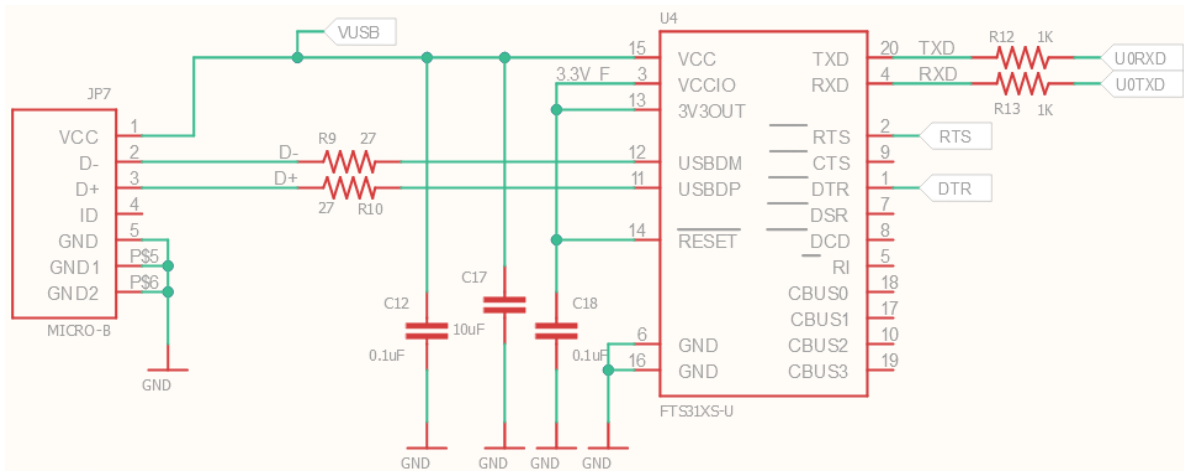 U4
VUSB
15 VCC TXD 20 TXD R12 1K U0RXD
3.3V_F 3 VCCIO RXD 4 RXD U0TXD
13 3V3OUT R13 1K
JP7
VCC 1
RTS 2 RTS
D- 2 D- R9 27 12 USBDM CTS 9
D+ 3 D+ 27 R10 11 USBDP DTR 1 DTR
ID 4
DSR 7
GND 5 14 RESET DCD 8
GND1 P$5 RI 5
GND2 P$6
CBUS0 18
MICRO-B
C12 0.1uF
C17 10uF
C18 0.1uF
CBUS1 17
6 GND CBUS2 10
16 GND CBUS3 19
GND
FTS31XS-U
GND
GND
GND
GND